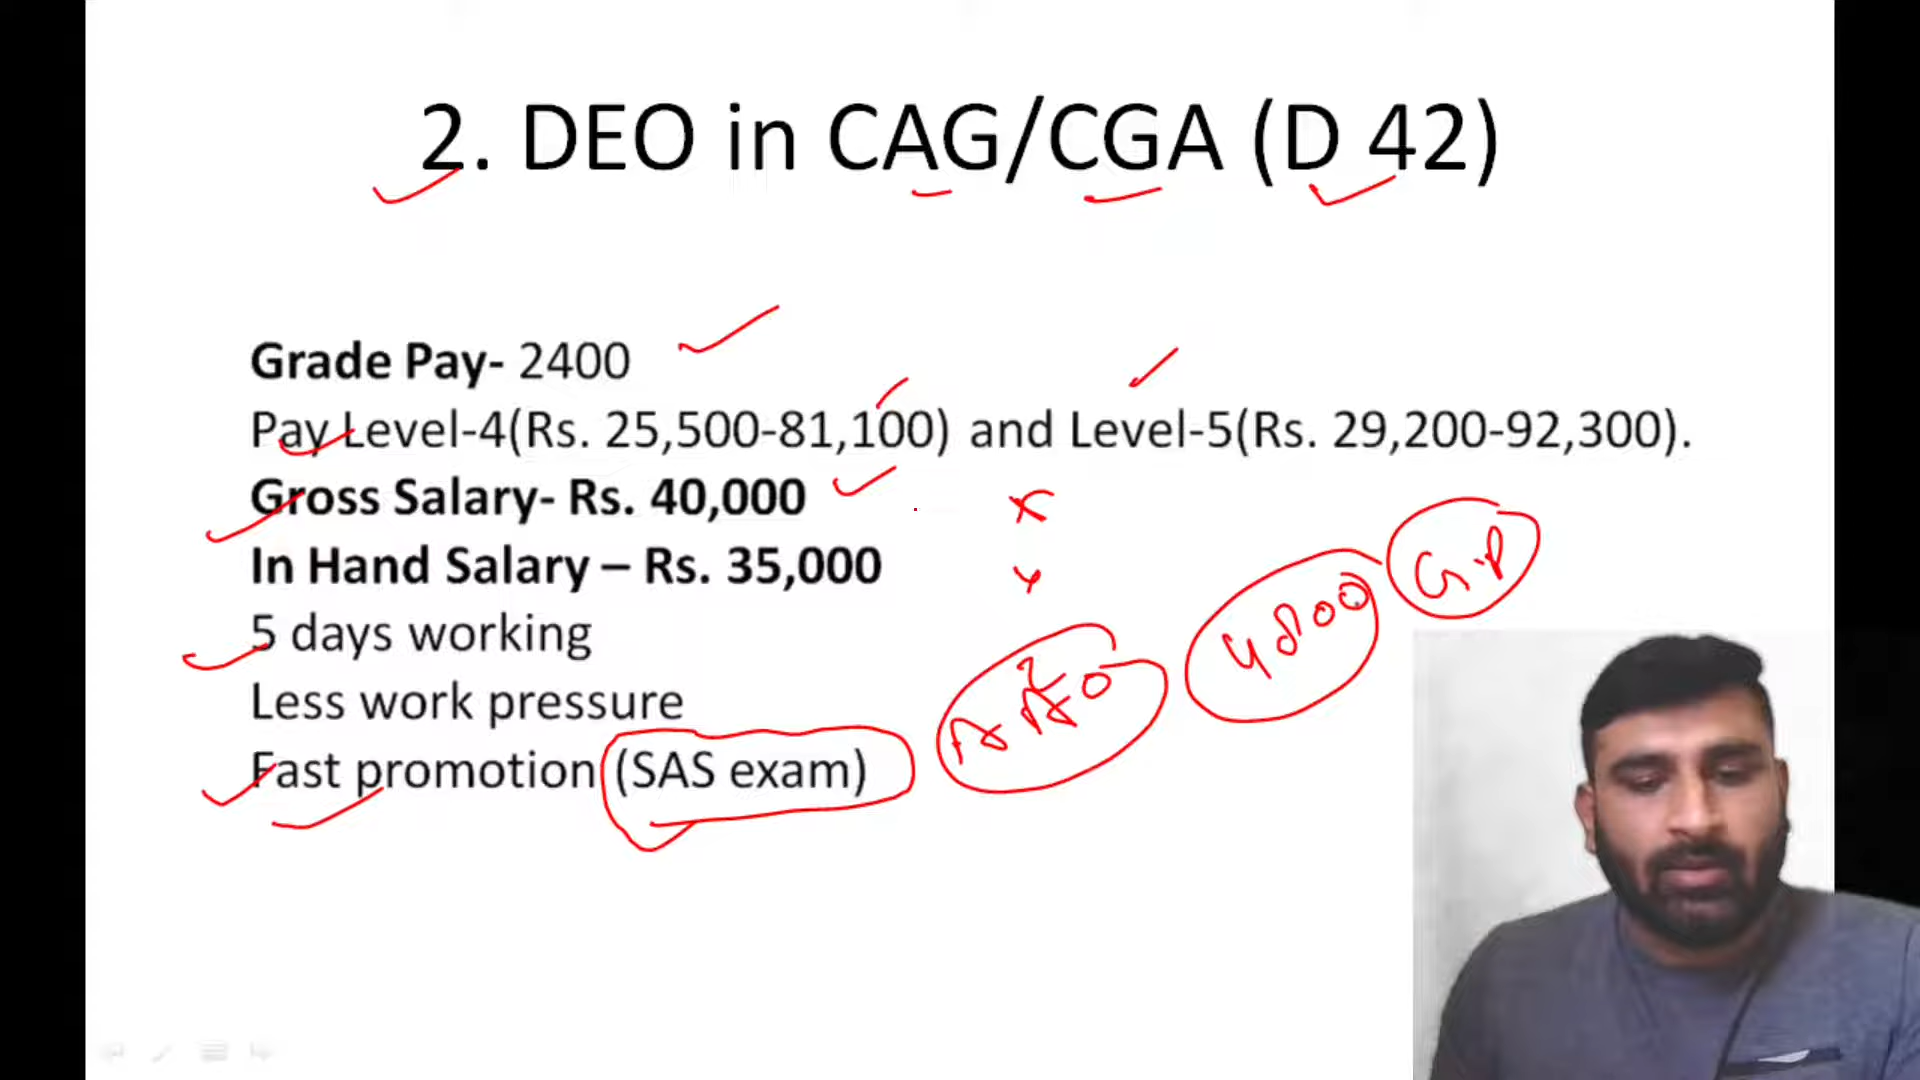 2. DEO in CAG/CGA (D 42)
Grade Pay- 2400
Pay Level-4(Rs. 25,500-81,100) and Level-5(Rs. 29,200-92,300).
Gross Salary- Rs. 40,000
In Hand Salary – Rs. 35,000
5 days working
Less work pressure
Fast promotion (SAS exam)
4800
G.P